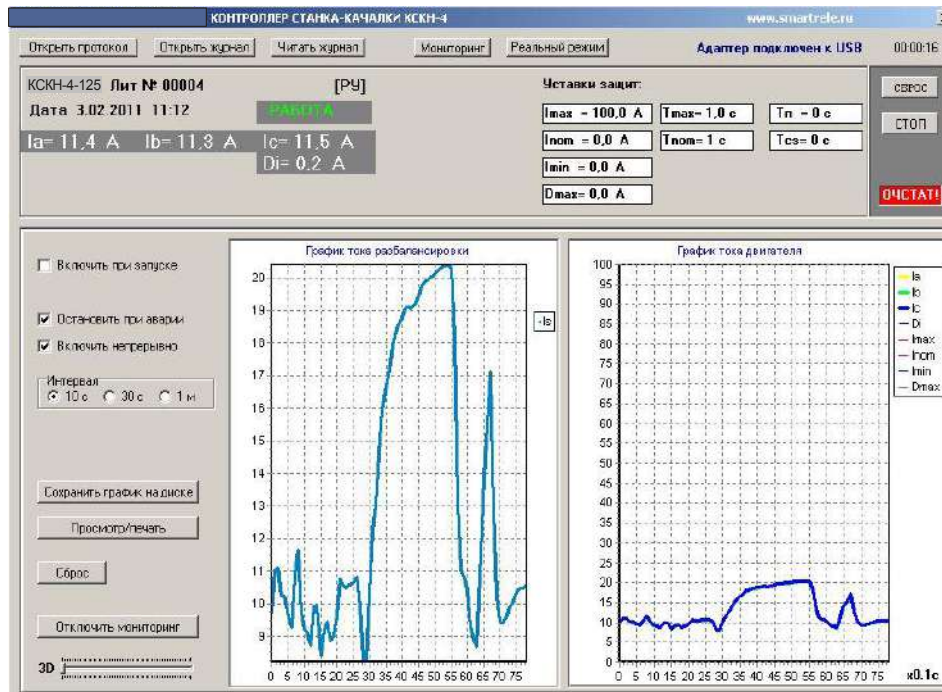 КОНТРОЛЛЕР СТАНКА-КАЧАЛКИ КСКН-4 www.smartrele.ru
Открыть протокол Открыть журнал Читать журнал Мониторинг Реальный режим Адаптер подключен к USB 00:00:16
КСКН-4-125 Лит № 00004 [РУ] Уставки защит: СБРОС
Дата 3.02.2011 11:12 РАБОТА Imax = 100,0 A Tmax= 1,0 c Тп = 0 c СТОП
Ia= 11,4 A Ib= 11,3 A Ic= 11,5 A Inom = 0,0 A Tnom= 1 c Tcs= 0 c
Di= 0,2 A Imin = 0,0 A
Dmax= 0,0 A ОЧСТАТ!
Включить при запуске
Остановить при аварии
Включить непрерывно
Интервал
10 с 30 с 1 м
Сохранить график на диске
Просмотр/печать
Сброс
Отключить мониторинг
3D
График тока разбалансировки
20
19
18
17
16
15
14
13
12
11
10
9
0 5 10 15 20 25 30 35 40 45 50 55 60 65 70 75
Is
График тока двигателя
100
95
90
85
80
75
70
65
60
55
50
45
40
35
30
25
20
15
10
5
0
0 5 10 15 20 25 30 35 40 45 50 55 60 65 70 75
x0.1c
Ia
Ib
Ic
Di
Imax
Inom
Imin
Dmax